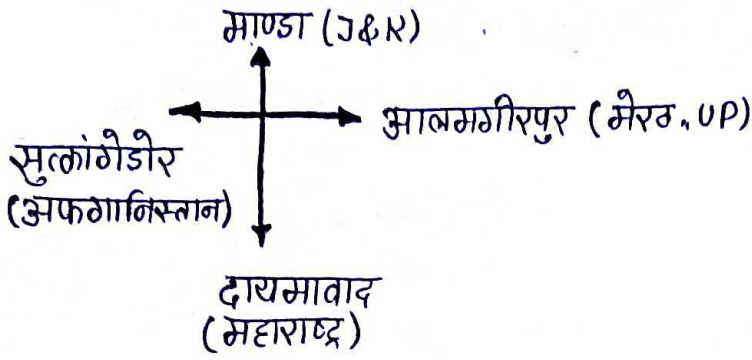 माण्डा (J&K)
आलमगीरपुर (मेरठ, UP)
सुत्कांगेडोर
(अफगानिस्तान)
दायमावाद
(महाराष्ट्र)